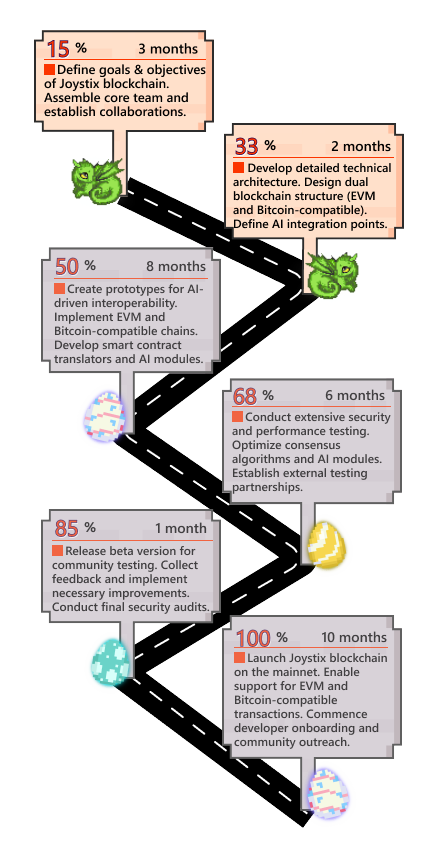 15 % 3 months
Define goals & objectives
of Joystix blockchain.
Assemble core team and
establish collaborations.
33 % 2 months
Develop detailed technical
architecture. Design dual
blockchain structure (EVM
and Bitcoin-compatible).
Define AI integration points.
50 % 8 months
Create prototypes for AI-
driven interoperability.
Implement EVM and
Bitcoin-compatible chains.
Develop smart contract
translators and AI modules.
68 % 6 months
Conduct extensive security
and performance testing.
Optimize consensus
algorithms and AI modules.
Establish external testing
partnerships.
85 % 1 month
Release beta version for
community testing. Collect
feedback and implement
necessary improvements.
Conduct final security audits.
100 % 10 months
Launch Joystix blockchain
on the mainnet. Enable
support for EVM and
Bitcoin-compatible
transactions. Commence
developer onboarding and
community outreach.